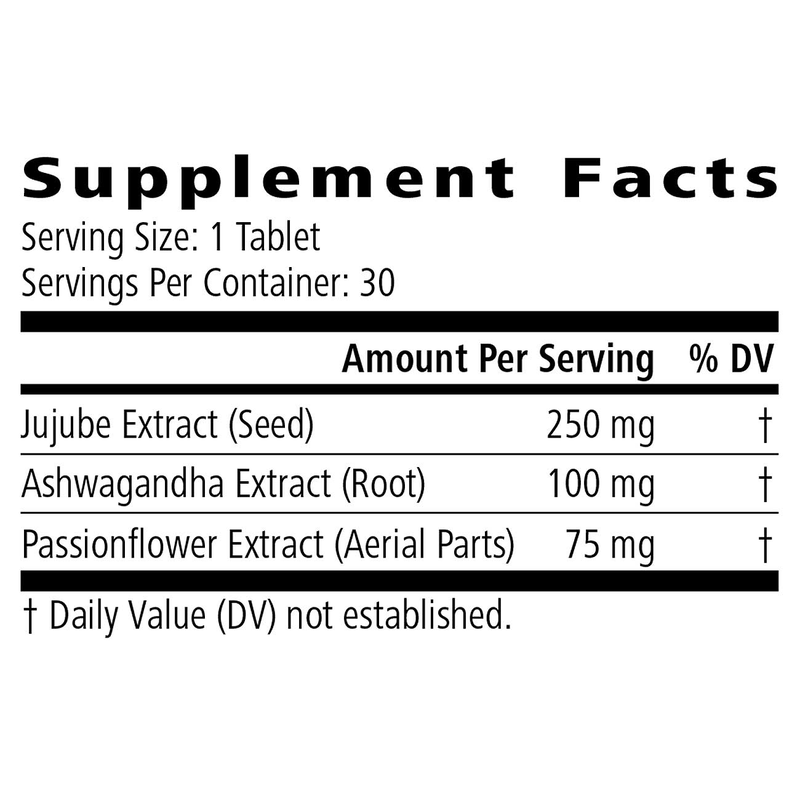 Supplement Facts
Serving Size: 1 Tablet
Servings Per Container: 30
Amount Per Serving % DV
Jujube Extract (Seed) 250 mg †
Ashwagandha Extract (Root) 100 mg †
Passionflower Extract (Aerial Parts) 75 mg †
† Daily Value (DV) not established.